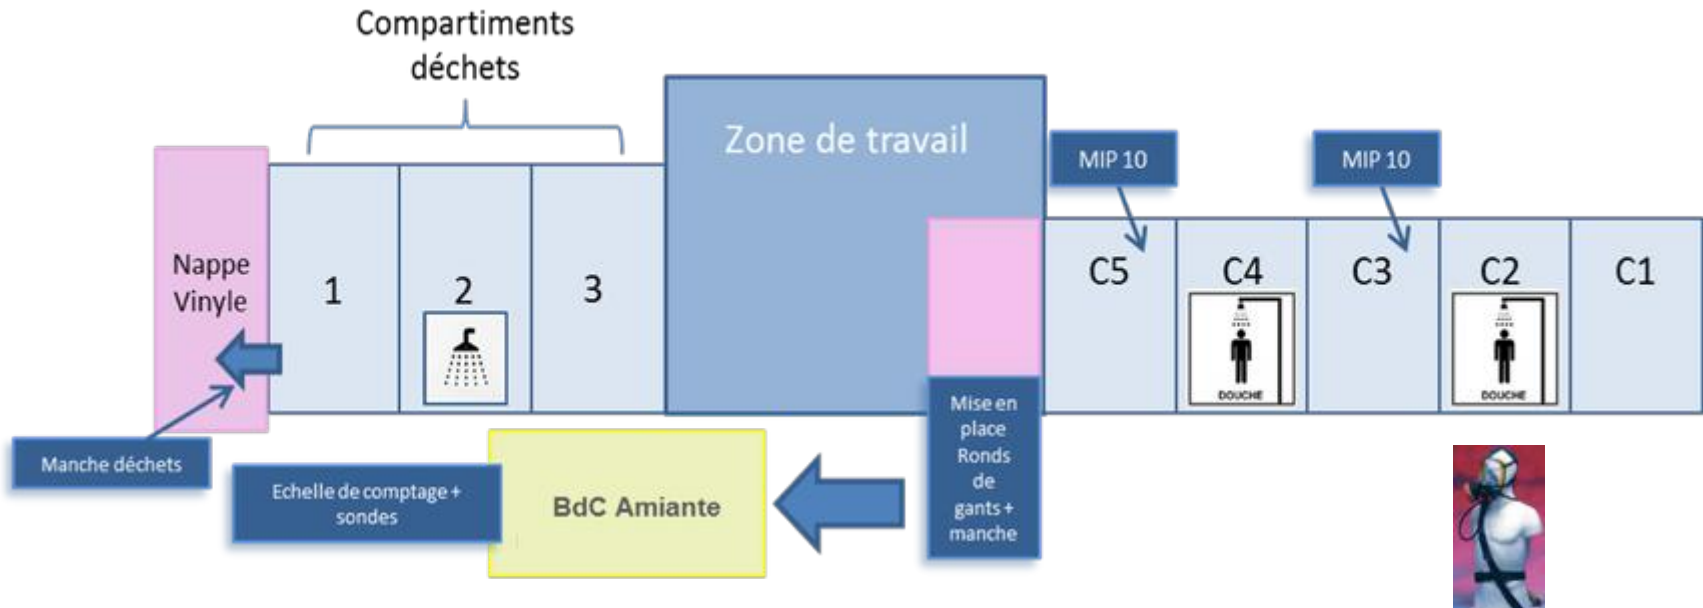 Compartiments
déchets
Zone de travail
MIP 10
MIP 10
Nappe
Vinyle
1
2
3
C5
C4
C3
C2
C1
DOUCHE
DOUCHE
Manche déchets
Echelle de comptage +
sondes
BdC Amiante
Mise en
place
Ronds
de
gants +
manche